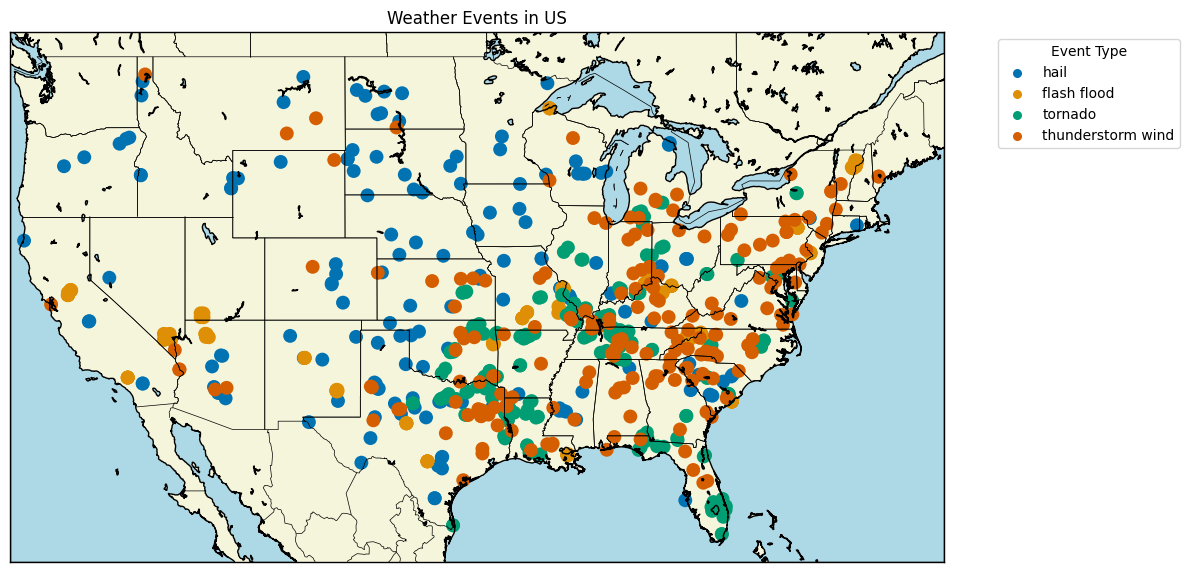 Weather Events in US
Event Type
hail
flash flood
tornado
thunderstorm wind